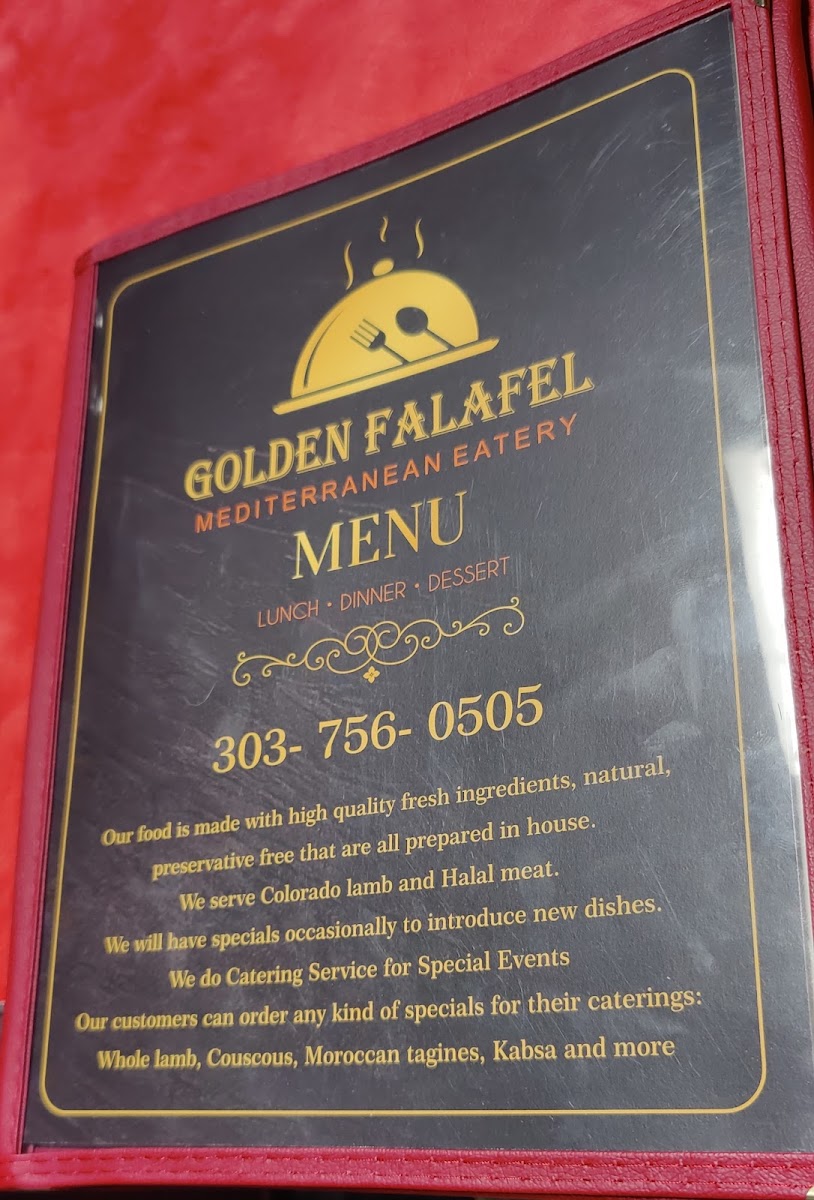 GOLDEN FALAFEL
MEDITERRANEAN EATERY
MENU
LUNCH • DINNER • DESSERT
303- 756- 0505
Our food is made with high quality fresh ingredients, natural,
preservative free that are all prepared in house.
We serve Colorado lamb and Halal meat.
We will have specials occasionally to introduce new dishes.
We do Catering Service for Special Events
Our customers can order any kind of specials for their caterings:
Whole lamb, Couscous, Moroccan tagines, Kabsa and more